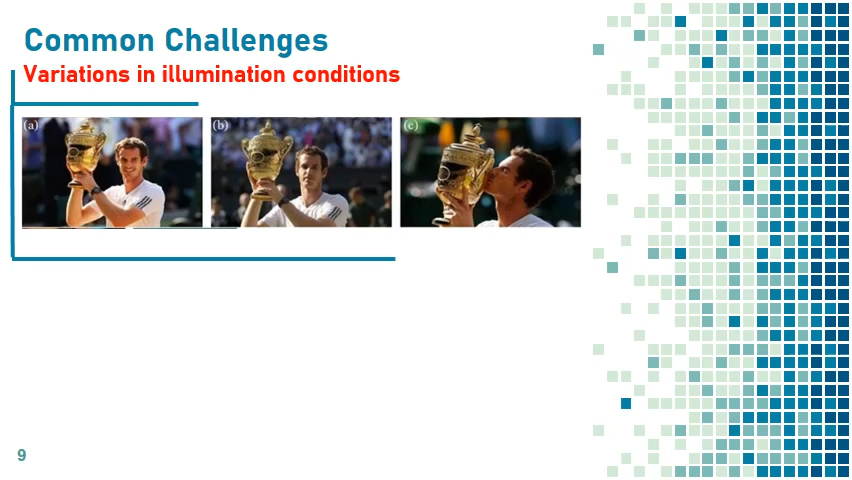 Common Challenges
Variations in illumination conditions
(a)
(b)
(c)
9